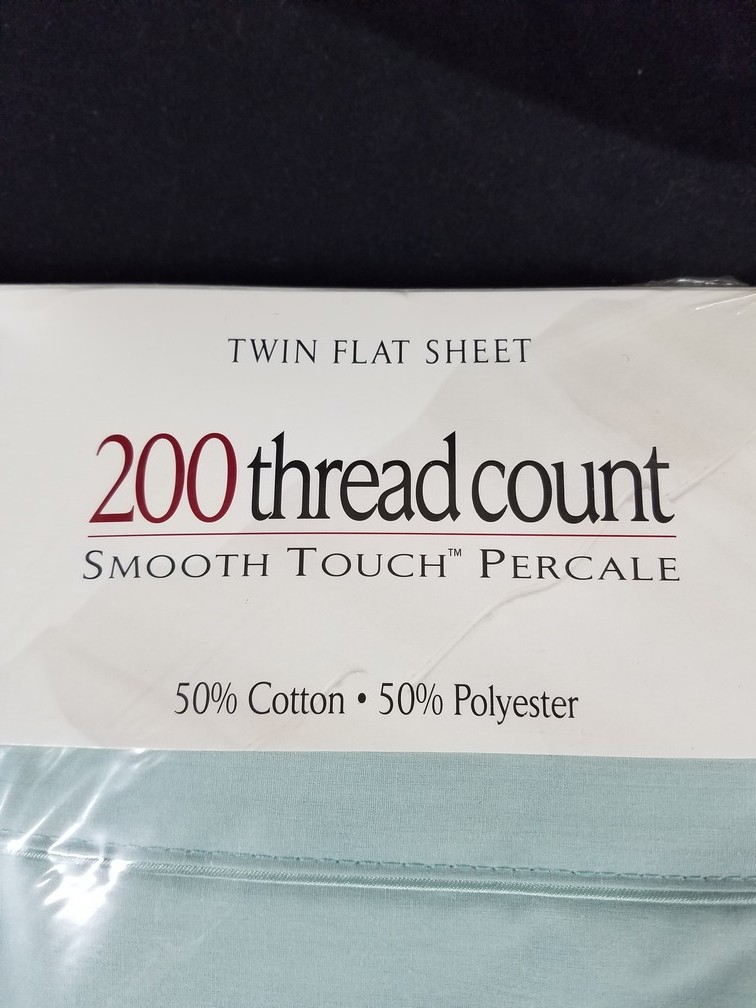 TWIN FLAT SHEET
200 thread count
SMOOTH TOUCH™ PERCALE
50% Cotton • 50% Polyester